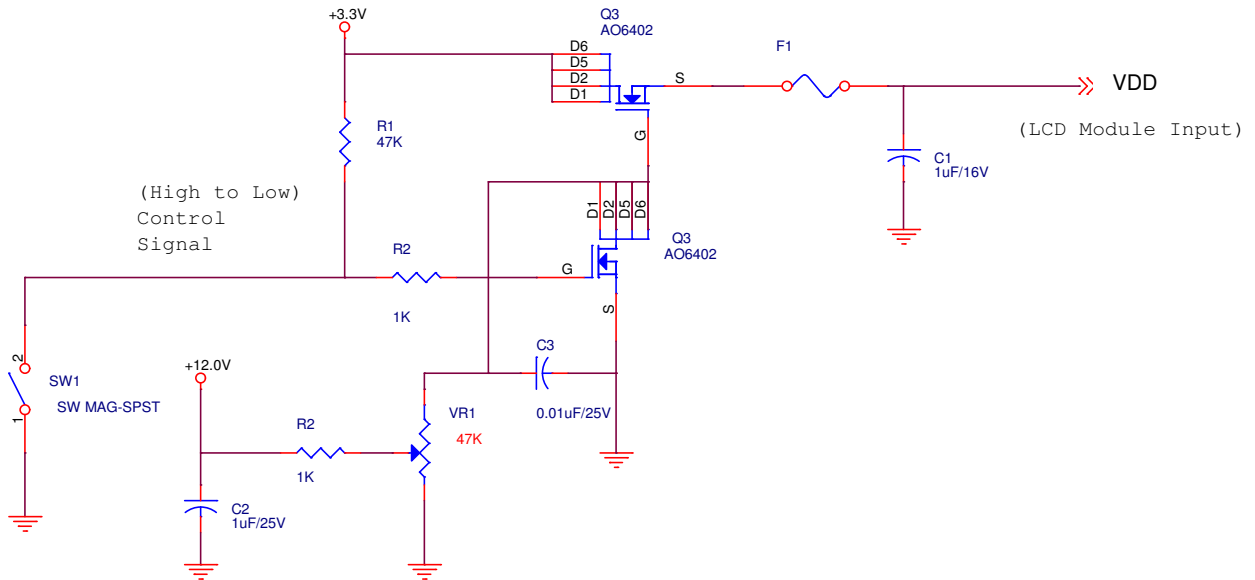 +3.3V
Q3
AO6402
D6
D5
D2
D1
S
G
F1
VDD
(LCD Module Input)
R1
47K
C1
1uF/16V
(High to Low)
Control
Signal
D1
D2
D5
D6
Q3
AO6402
R2
G
1K
S
2
1
SW1
SW MAG-SPST
+12.0V
C3
0.01uF/25V
VR1
47K
R2
1K
C2
1uF/25V